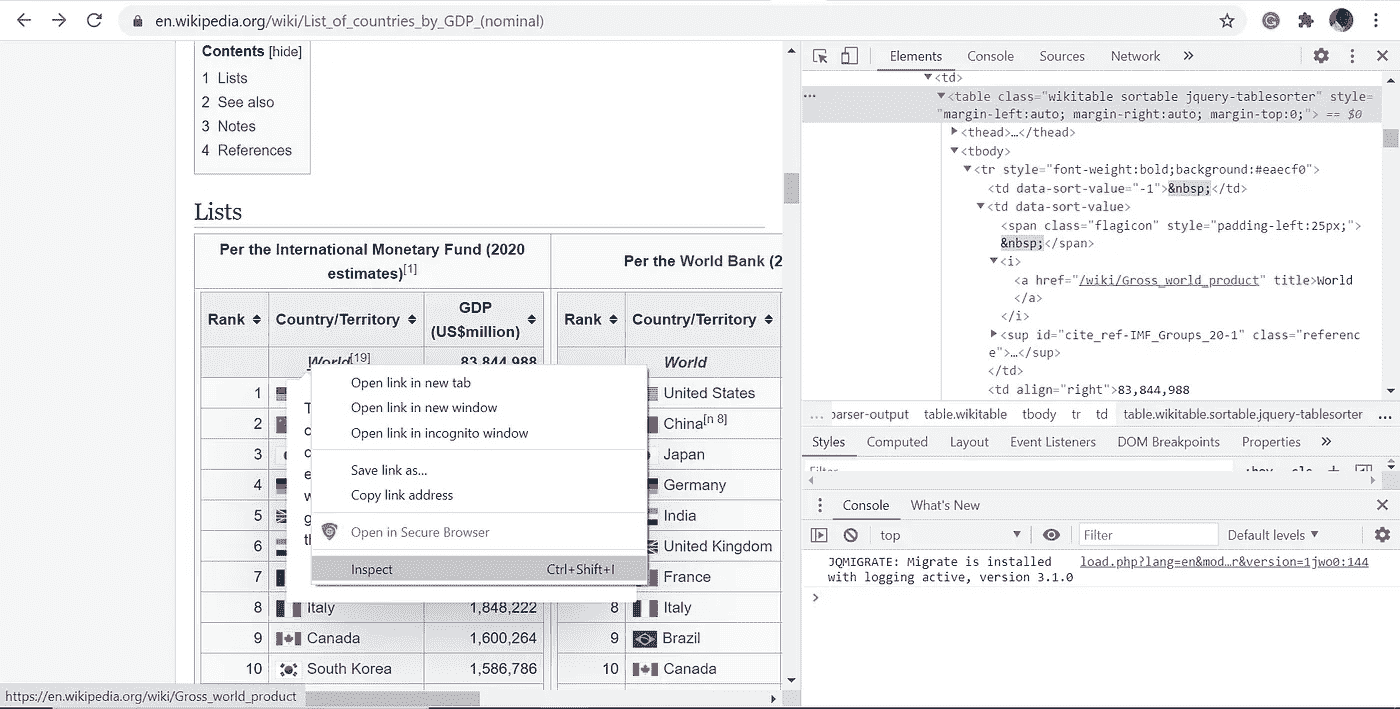 en.wikipedia.org/wiki/List_of_countries_by_GDP_(nominal)
Contents [hide]
1 Lists
2 See also
3 Notes
4 References
Lists
Per the International Monetary Fund (2020
estimates)[1]
Per the World Bank (2
Rank
Country/Territory
GDP
(US$million)
Rank
Country/Territory
World[19]
83,844,988
World
1
United States
2
China[n 8]
3
Japan
4
Germany
5
India
6
United Kingdom
7
France
8
Italy
1,848,222
8
Italy
9
Canada
1,600,264
9
Brazil
10
South Korea
1,586,786
10
Canada
Open link in new tab
Open link in new window
Open link in incognito window
Save link as...
Copy link address
Open in Secure Browser
Inspect
Ctrl+Shift+I
https://en.wikipedia.org/wiki/Gross_world_product
Elements
Console
Sources
Network
»
<td>
<table class="wikitable sortable jquery-tablesorter" style=
"margin-left:auto; margin-right:auto; margin-top:0;"> == $0
<thead>…</thead>
<tbody>
<tr style="font-weight:bold;background:#eaecf0">
<td data-sort-value="-1">&nbsp;</td>
<td data-sort-value>
<span class="flagicon" style="padding-left:25px;">
&nbsp;</span>
<i>
<a href="/wiki/Gross_world_product" title>World
</a>
</i>
<sup id="cite_ref-IMF_Groups_20-1" class="referenc
e">…</sup>
</td>
<td align="right">83,844,988
... parser-output table.wikitable tbody tr td table.wikitable.sortable.jquery-tablesorter ...
Styles
Computed
Layout
Event Listeners
DOM Breakpoints
Properties
»
Filter
:hov .cls +
Console
What's New
top
Filter
Default levels
JQMIGRATE: Migrate is installed
load.php?lang=en&mod…r&version=1jwo0:144
with logging active, version 3.1.0